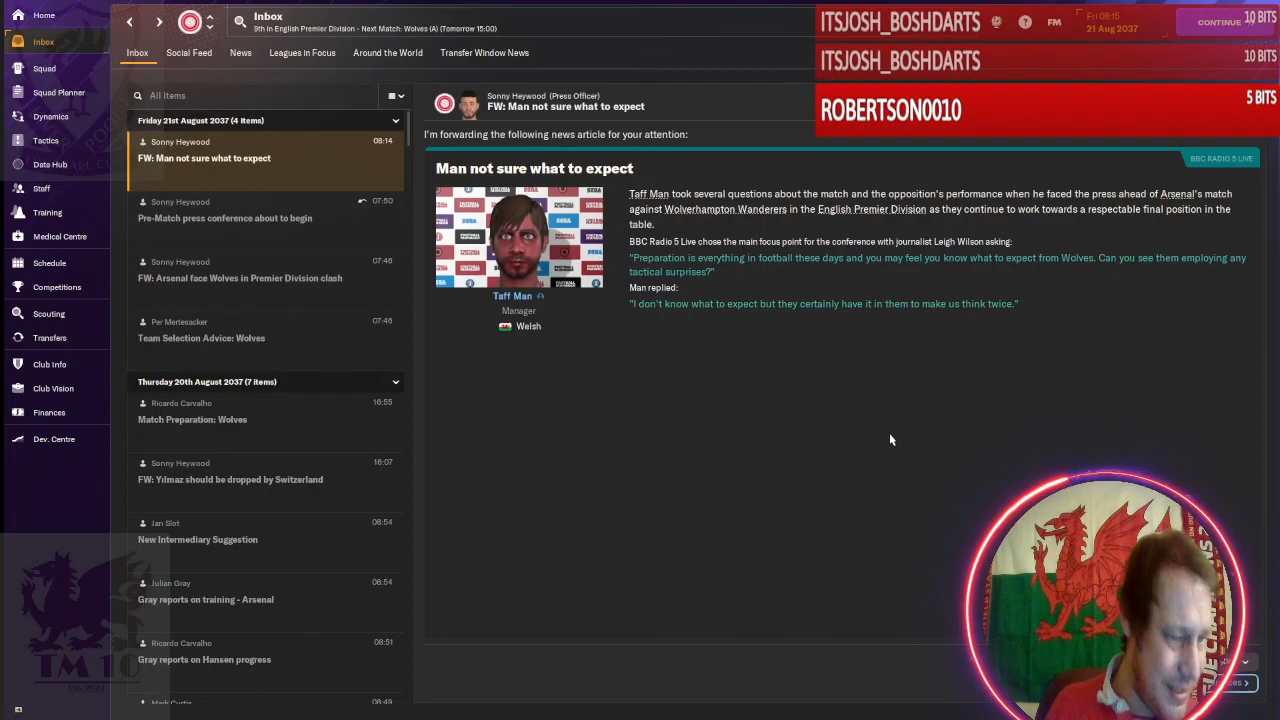 Home
Inbox
Squad
Squad Planner
Dynamics
Tactics
Data Hub
Staff
Training
Medical Centre
Schedule
Competitions
Scouting
Transfers
Club Info
Club Vision
Finances
Dev. Centre
TM 10
Inbox
9th in English Premier Division - Next Match: Wolves (A) (Tomorrow 15:00)
FM
Fri 08:15
21 Aug 2037
CONTINUE
ITSJOSH_BOSHDARTS 10 BITS
ITSJOSH_BOSHDARTS 10 BITS
ROBERTSON0010 5 BITS
Inbox Social Feed News Leagues in Focus Around the World Transfer Window News
All Items
Friday 21st August 2037 (4 items)
Sonny Heywood 08:14
FW: Man not sure what to expect
Sonny Heywood 07:50
Pre-Match press conference about to begin
Sonny Heywood 07:46
FW: Arsenal face Wolves in Premier Division clash
Per Mertesacker 07:46
Team Selection Advice: Wolves
Thursday 20th August 2037 (7 items)
Ricardo Carvalho 16:55
Match Preparation: Wolves
Sonny Heywood 16:07
FW: Yılmaz should be dropped by Switzerland
Jan Slot 08:54
New Intermediary Suggestion
Julian Gray 08:54
Gray reports on training - Arsenal
Ricardo Carvalho 08:51
Gray reports on Hansen progress
Mark Curtis 08:49
Sonny Heywood (Press Officer)
FW: Man not sure what to expect
I'm forwarding the following news article for your attention:
Man not sure what to expect
BBC RADIO 5 LIVE
Taff Man
Manager
Welsh
Taff Man took several questions about the match and the opposition's performance when he faced the press ahead of Arsenal's match
against Wolverhampton Wanderers in the English Premier Division as they continue to work towards a respectable final position in the
table.
BBC Radio 5 Live chose the main focus point for the conference with journalist Leigh Wilson asking:
"Preparation is everything in football these days and you may feel you know what to expect from Wolves. Can you see them employing any
tactical surprises?"
Man replied:
"I don't know what to expect but they certainly have it in them to make us think twice."